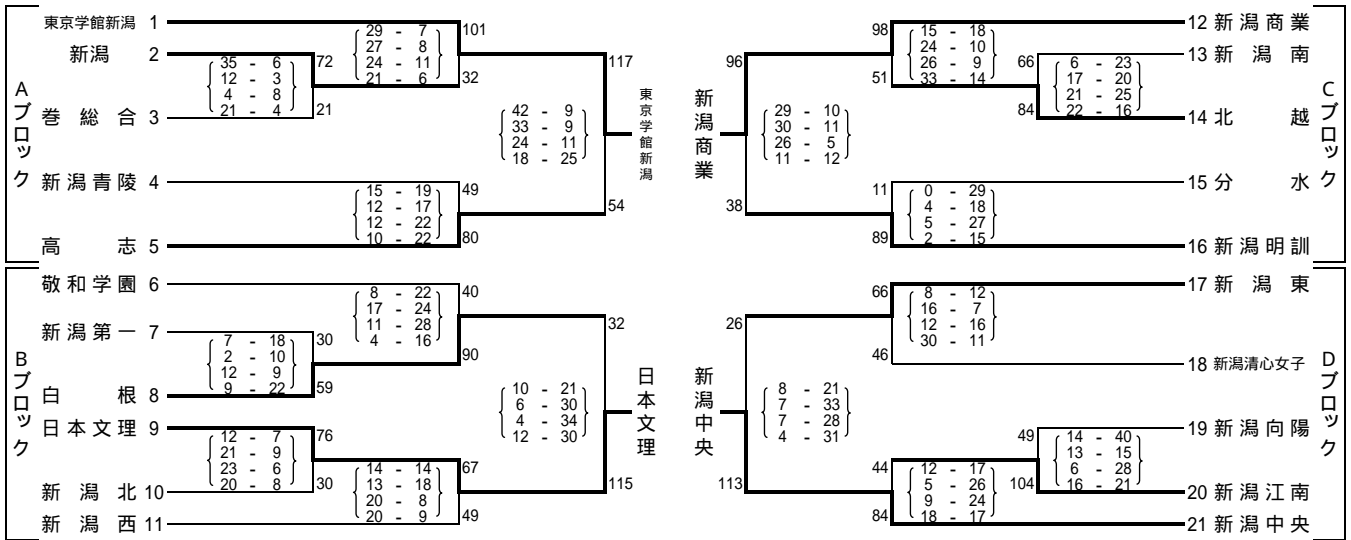 Aブロック
東京学館新潟 1
新潟 2
巻総合 3
新潟青陵 4
高志 5
35 - 6
12 - 3
4 - 8
21 - 4
72
21
29 - 7
27 - 8
24 - 11
21 - 6
101
32
15 - 19
12 - 17
12 - 22
10 - 22
49
80
42 - 9
33 - 9
24 - 11
18 - 25
117
54
東京学館新潟
Bブロック
敬和学園 6
新潟第一 7
白根 8
日本文理 9
新潟北 10
新潟西 11
7 - 18
2 - 10
12 - 9
9 - 22
30
59
8 - 22
17 - 24
11 - 28
4 - 16
40
90
12 - 7
21 - 9
23 - 6
20 - 8
76
30
14 - 14
13 - 18
20 - 8
20 - 9
67
49
10 - 21
6 - 30
4 - 34
12 - 30
32
115
日本文理
Cブロック
12 新潟商業
13 新潟南
14 北越
15 分水
16 新潟明訓
6 - 23
17 - 20
21 - 25
22 - 16
66
84
15 - 18
24 - 10
26 - 9
33 - 14
98
51
0 - 29
4 - 18
5 - 27
2 - 15
11
89
29 - 10
30 - 11
26 - 5
11 - 12
96
38
新潟商業
Dブロック
17 新潟東
18 新潟清心女子
19 新潟向陽
20 新潟江南
21 新潟中央
8 - 12
16 - 7
12 - 16
30 - 11
66
46
14 - 40
13 - 15
6 - 28
16 - 21
49
104
12 - 17
5 - 26
9 - 24
18 - 17
44
84
8 - 21
7 - 33
7 - 28
4 - 31
26
113
新潟中央